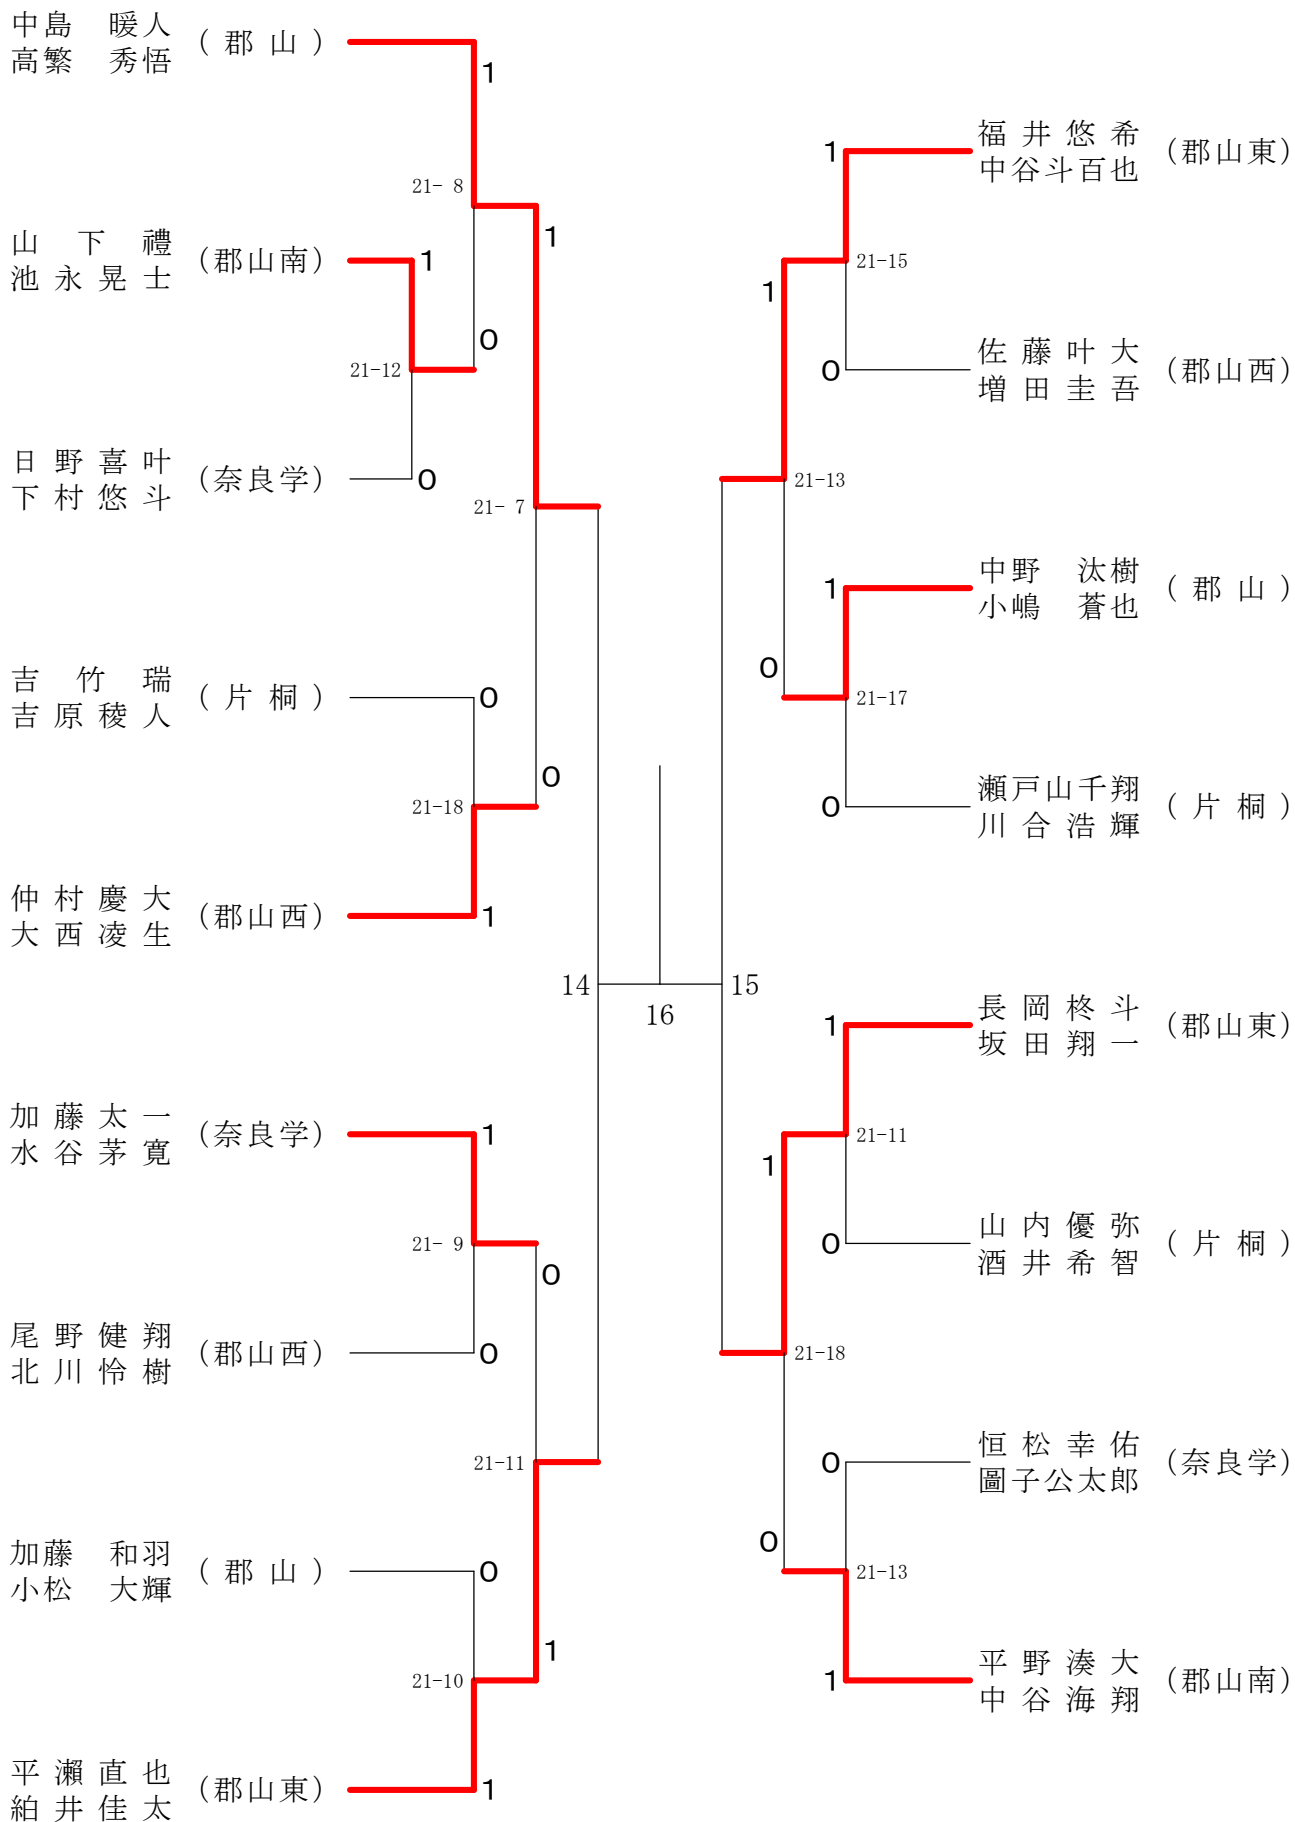 中島　暖人
高繁　秀悟
(郡山)
1
21- 8
1
山下禮
池永晃士
(郡山南)
1
0
21-12
日野喜叶
下村悠斗
(奈良学)
0
21- 7
吉竹瑞
吉原稜人
(片桐)
0
0
21-18
仲村慶大
大西凌生
(郡山西)
1
14
加藤太一
水谷茅寛
(奈良学)
1
21- 9
0
尾野健翔
北川怜樹
(郡山西)
0
21-11
加藤　和羽
小松　大輝
(郡山)
0
1
21-10
平瀬直也
絈井佳太
(郡山東)
1
16
福井悠希
中谷斗百也
(郡山東)
1
21-15
1
佐藤叶大
増田圭吾
(郡山西)
0
21-13
中野　汰樹
小嶋　蒼也
(郡山)
1
0
21-17
瀬戸山千翔
川合浩輝
(片桐)
0
15
長岡柊斗
坂田翔一
(郡山東)
1
21-11
1
山内優弥
酒井希智
(片桐)
0
21-18
恒松幸佑
圖子公太郎
(奈良学)
0
0
21-13
平野湊大
中谷海翔
(郡山南)
1